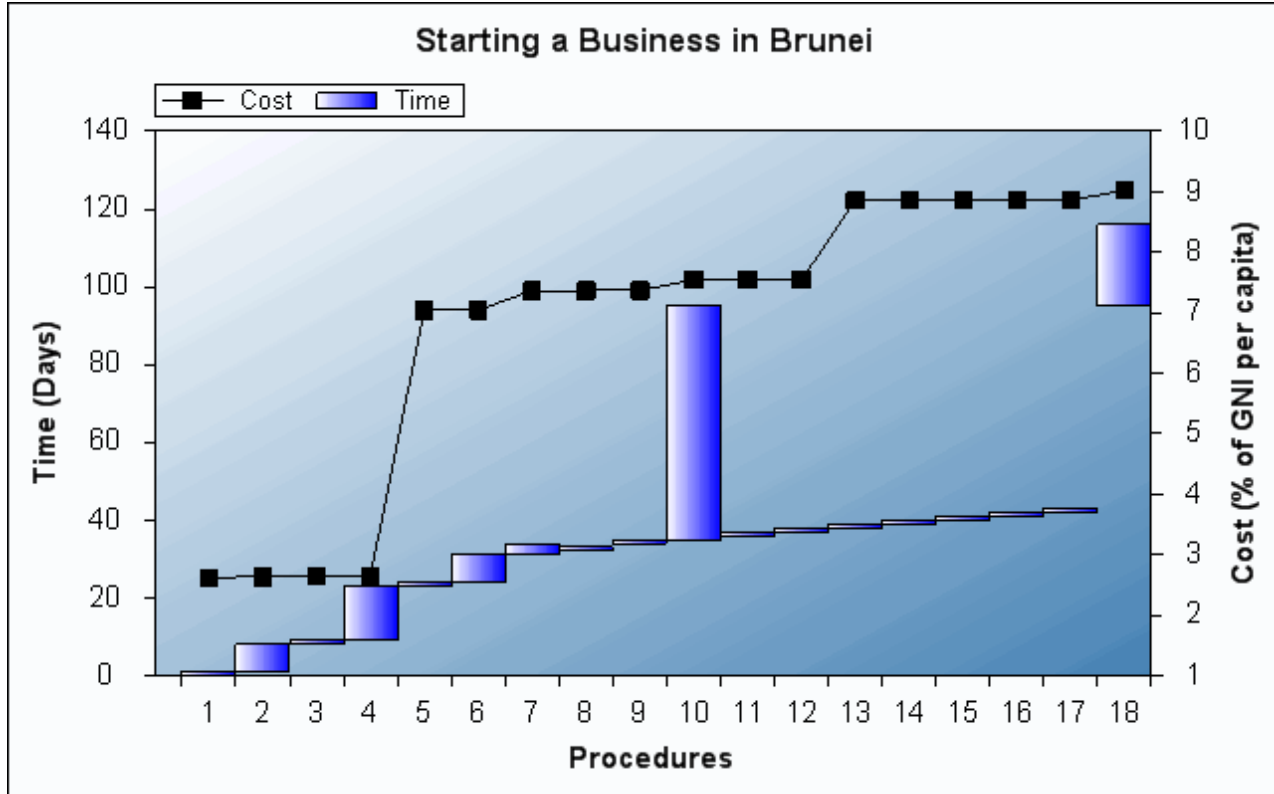 Starting a Business in Brunei
Cost Time
140 10
120 9
100 8
80 7
60 6
40 5
20 4
0 3
2
1
Time (Days)
Cost (% of GNI per capita)
1 2 3 4 5 6 7 8 9 10 11 12 13 14 15 16 17 18
Procedures